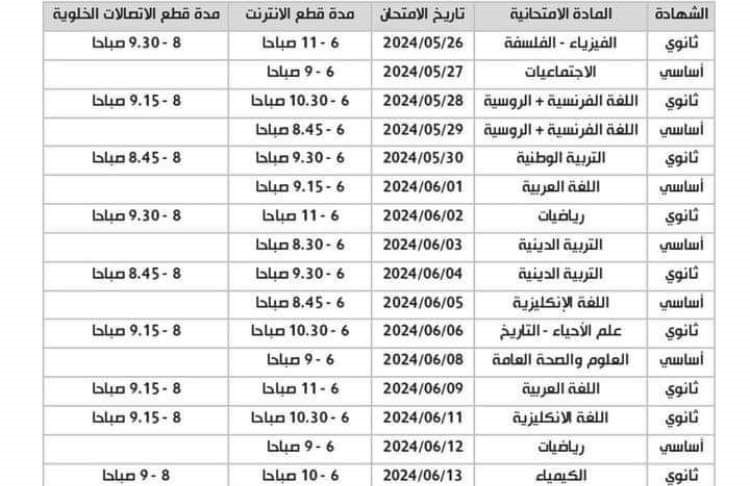 الشهادة المادة الامتحانية تاريخ الامتحان مدة قطع الانترنت مدة قطع الاتصالات الخلوية
ثانوي الفيزياء - الفلسفة 2024/05/26 6 - 11 صباحا 8 - 9.30 صباحا
أساسي الاجتماعيات 2024/05/27 6 - 9 صباحا
ثانوي اللغة الفرنسية + الروسية 2024/05/28 6 - 10.30 صباحا 8 - 9.15 صباحا
أساسي اللغة الفرنسية + الروسية 2024/05/29 6 - 8.45 صباحا
ثانوي التربية الوطنية 2024/05/30 6 - 9.30 صباحا 8 - 8.45 صباحا
أساسي اللغة العربية 2024/06/01 6 - 9.15 صباحا
ثانوي رياضيات 2024/06/02 6 - 11 صباحا 8 - 9.30 صباحا
أساسي التربية الدينية 2024/06/03 6 - 8.30 صباحا
ثانوي التربية الدينية 2024/06/04 6 - 9.30 صباحا 8 - 8.45 صباحا
أساسي اللغة الإنكليزية 2024/06/05 6 - 8.45 صباحا
ثانوي علم الأحياء - التاريخ 2024/06/06 6 - 10.30 صباحا 8 - 9.15 صباحا
أساسي العلوم والصحة العامة 2024/06/08 6 - 9 صباحا
ثانوي اللغة العربية 2024/06/09 6 - 11 صباحا 8 - 9.15 صباحا
ثانوي اللغة الانكليزية 2024/06/11 6 - 10.30 صباحا 8 - 9.15 صباحا
أساسي رياضيات 2024/06/12 6 - 9 صباحا
ثانوي الكيمياء 2024/06/13 6 - 10 صباحا 8 - 9 صباحا